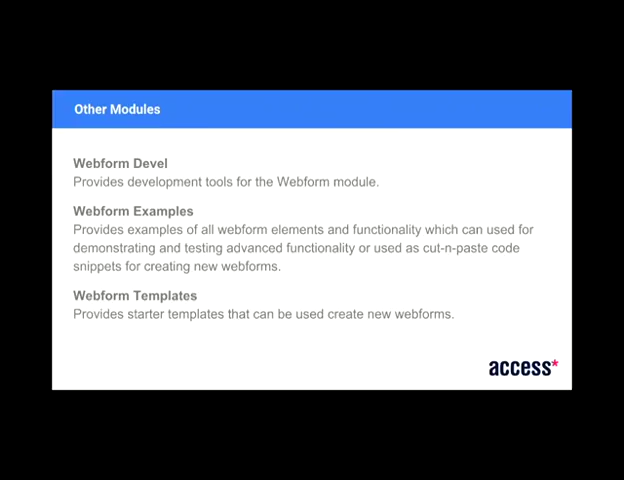 Other Modules
Webform Devel
Provides development tools for the Webform module.
Webform Examples
Provides examples of all webform elements and functionality which can used for
demonstrating and testing advanced functionality or used as cut-n-paste code
snippets for creating new webforms.
Webform Templates
Provides starter templates that can be used create new webforms.
access*